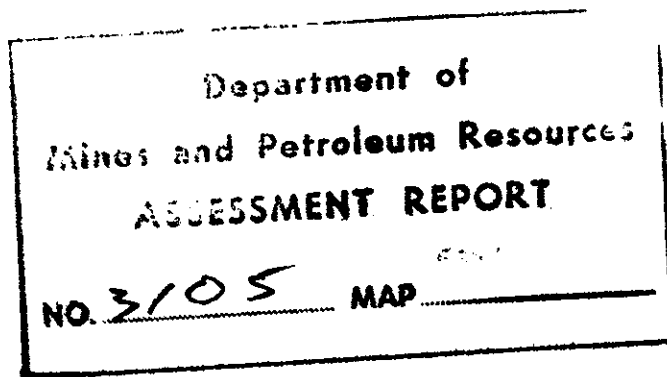 Department of
Mines and Petroleum Resources
ASSESSMENT REPORT
NO. 3105 MAP